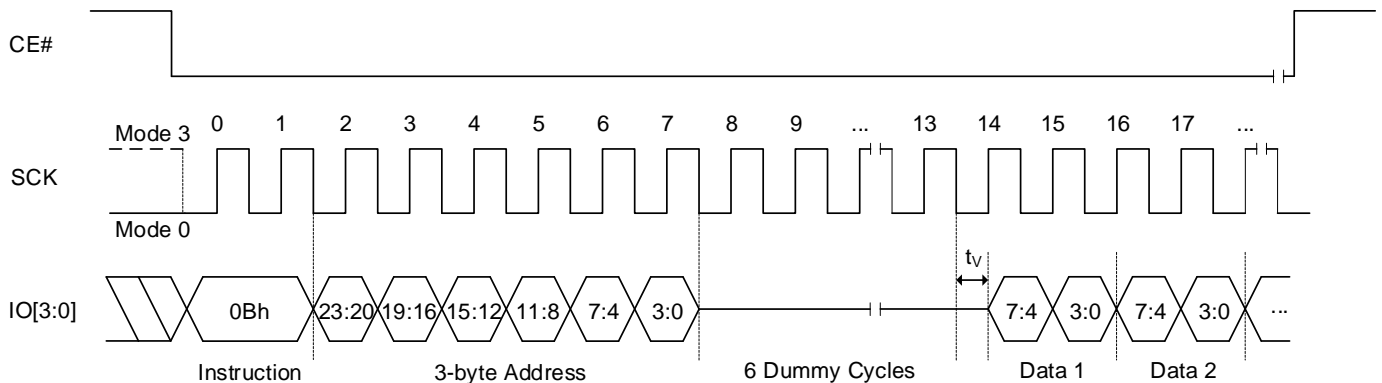 CE#
Mode 3 0 1 2 3 4 5 6 7 8 9 ... 13 14 15 16 17 ...
SCK
Mode 0
tV
IO[3:0] 0Bh 23:20 19:16 15:12 11:8 7:4 3:0 7:4 3:0 7:4 3:0 ...
Instruction 3-byte Address 6 Dummy Cycles Data 1 Data 2